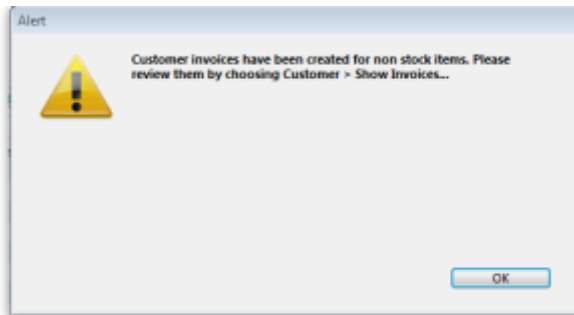 Alert
Customer invoices have been created for non stock items. Please
review them by choosing Customer > Show Invoices...
OK